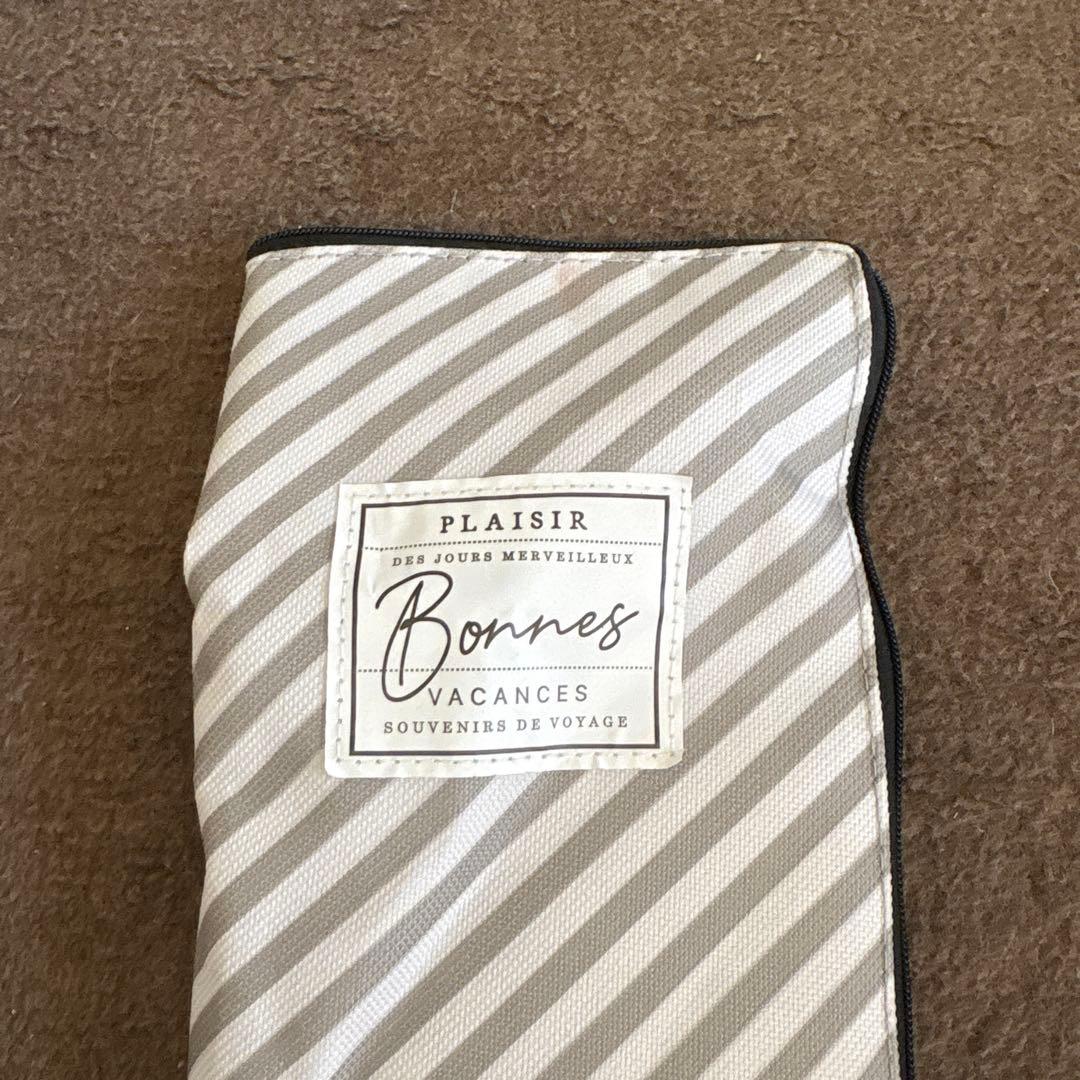 PLAISIR
DES JOURS MERVEILLEUX
Bonnes
VACANCES
SOUVENIRS DE VOYAGE